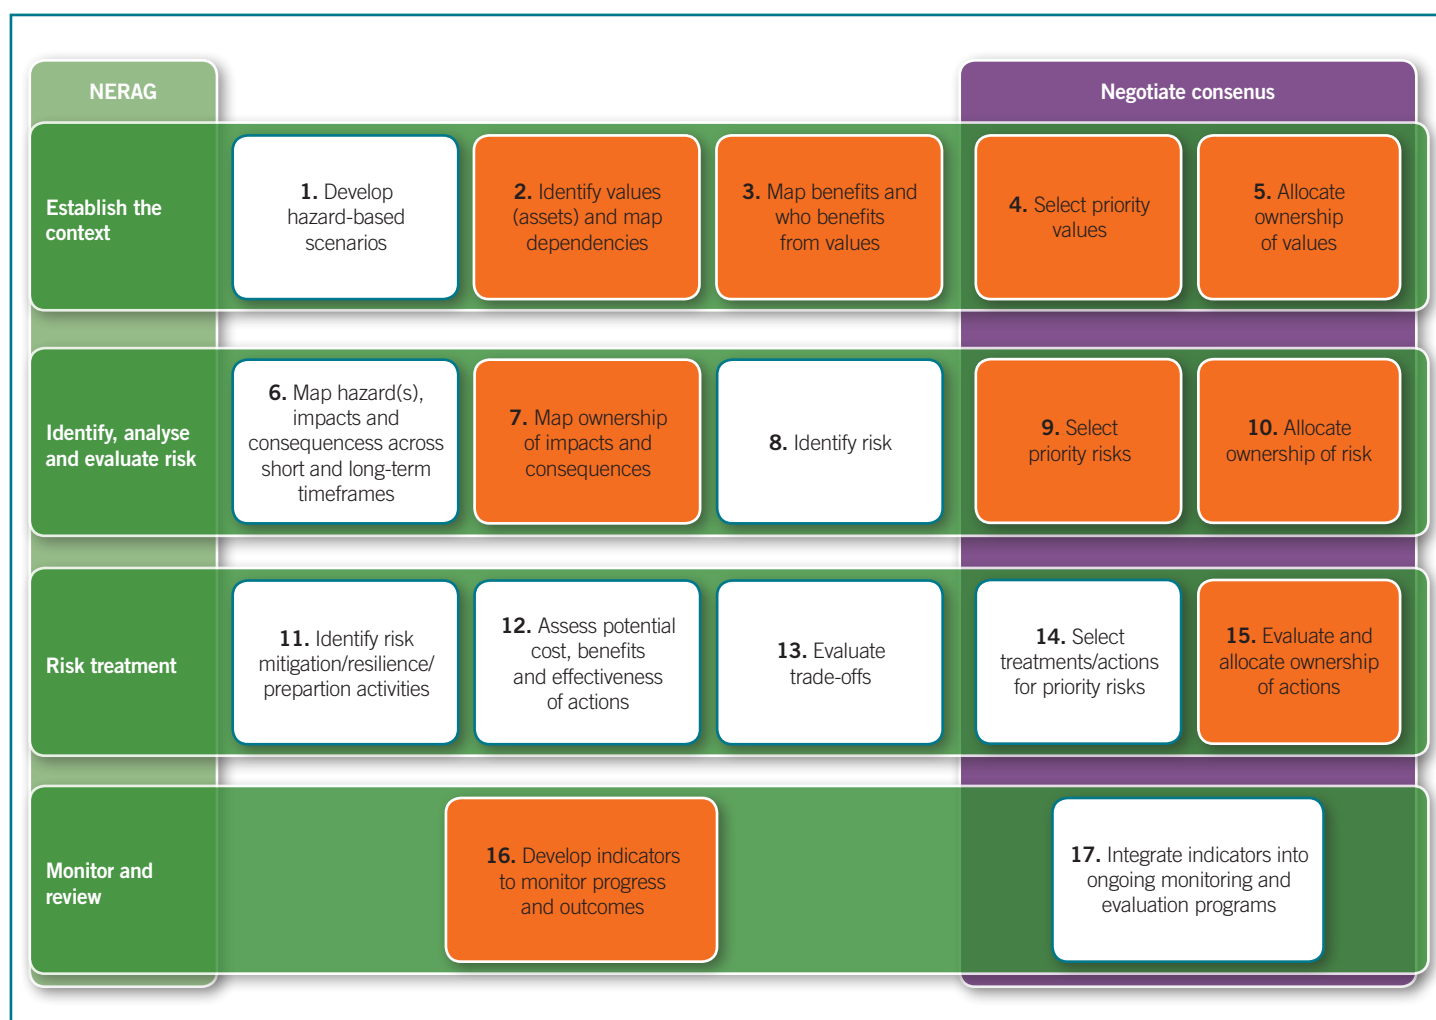 NERAG
Negotiate consenus
Establish the
context
1. Develop
hazard-based
scenarios
2. Identify values
(assets) and map
dependencies
3. Map benefits and
who benefits
from values
4. Select priority
values
5. Allocate
ownership
of values
Identify, analyse
and evaluate risk
6. Map hazard(s),
impacts and
consequencess across
short and long-term
timeframes
7. Map ownership
of impacts and
consequences
8. Identify risk
9. Select
priority risks
10. Allocate
ownership of risk
Risk treatment
11. Identify risk
mitigation/resilience/
prepartion activities
12. Assess potential
cost, benefits
and effectiveness
of actions
13. Evaluate
trade-offs
14. Select
treatments/actions
for priority risks
15. Evaluate and
allocate ownership
of actions
Monitor and
review
16. Develop indicators
to monitor progress
and outcomes
17. Integrate indicators into
ongoing monitoring and
evaluation programs